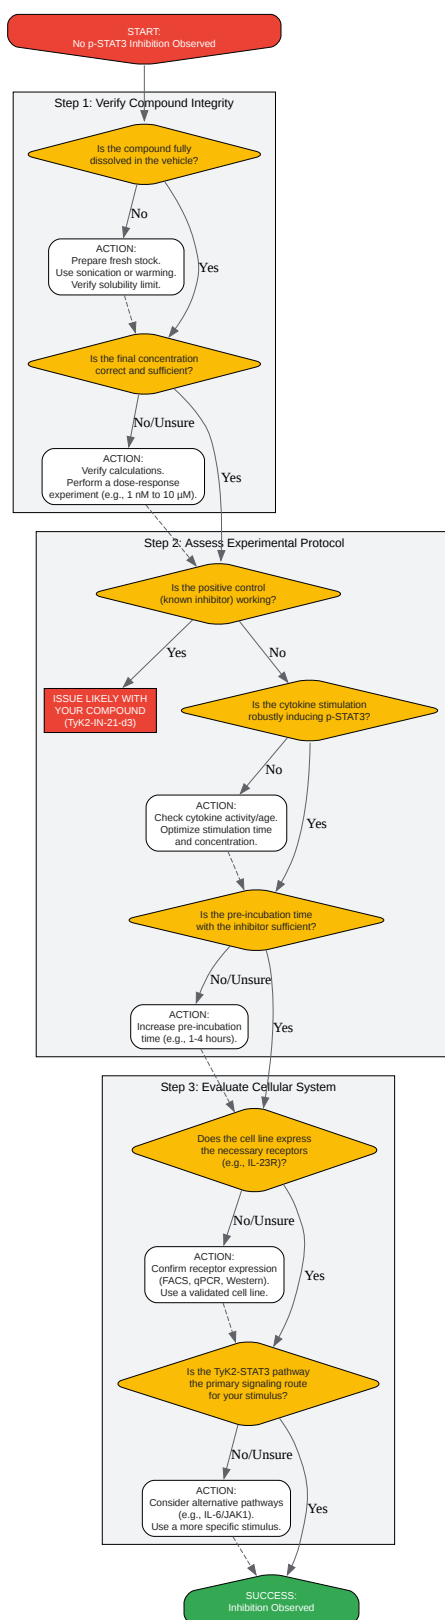 START:
No p-STAT3 Inhibition Observed
Step 1: Verify Compound Integrity
Is the compound fully
dissolved in the vehicle?
No
Yes
ACTION:
Prepare fresh stock.
Use sonication or warming.
Verify solubility limit.
Is the final concentration
correct and sufficient?
No/Unsure
Yes
ACTION:
Verify calculations.
Perform a dose-response
experiment (e.g., 1 nM to 10 µM).
Step 2: Assess Experimental Protocol
Is the positive control
(known inhibitor) working?
Yes
No
ISSUE LIKELY WITH
YOUR COMPOUND
(TyK2-IN-21-d3)
Is the cytokine stimulation
robustly inducing p-STAT3?
No
Yes
ACTION:
Check cytokine activity/age.
Optimize stimulation time
and concentration.
Is the pre-incubation time
with the inhibitor sufficient?
No/Unsure
Yes
ACTION:
Increase pre-incubation
time (e.g., 1-4 hours).
Step 3: Evaluate Cellular System
Does the cell line express
the necessary receptors
(e.g., IL-23R)?
No/Unsure
Yes
ACTION:
Confirm receptor expression
(FACS, qPCR, Western).
Use a validated cell line.
Is the TyK2-STAT3 pathway
the primary signaling route
for your stimulus?
No/Unsure
Yes
ACTION:
Consider alternative pathways
(e.g., IL-6/JAK1).
Use a more specific stimulus.
SUCCESS:
Inhibition Observed